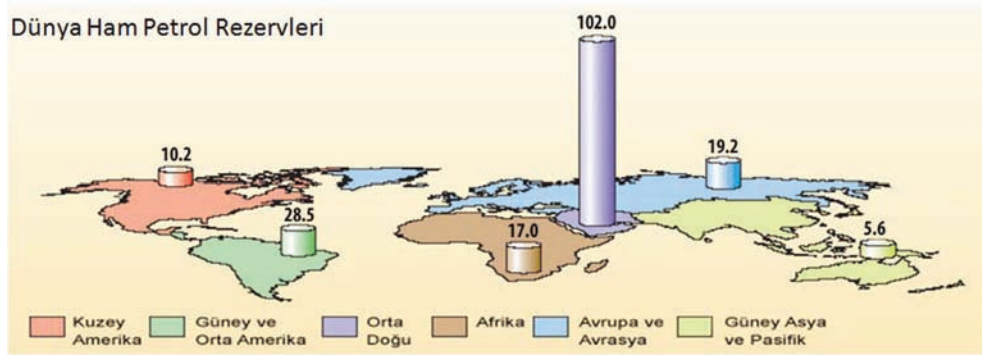 Dünya Ham Petrol Rezervleri
102.0
10.2
19.2
28.5
17.0
5.6
Kuzey
Amerika
Güney ve
Orta Amerika
Orta
Doğu
Afrika
Avrupa ve
Avrasya
Güney Asya
ve Pasifik